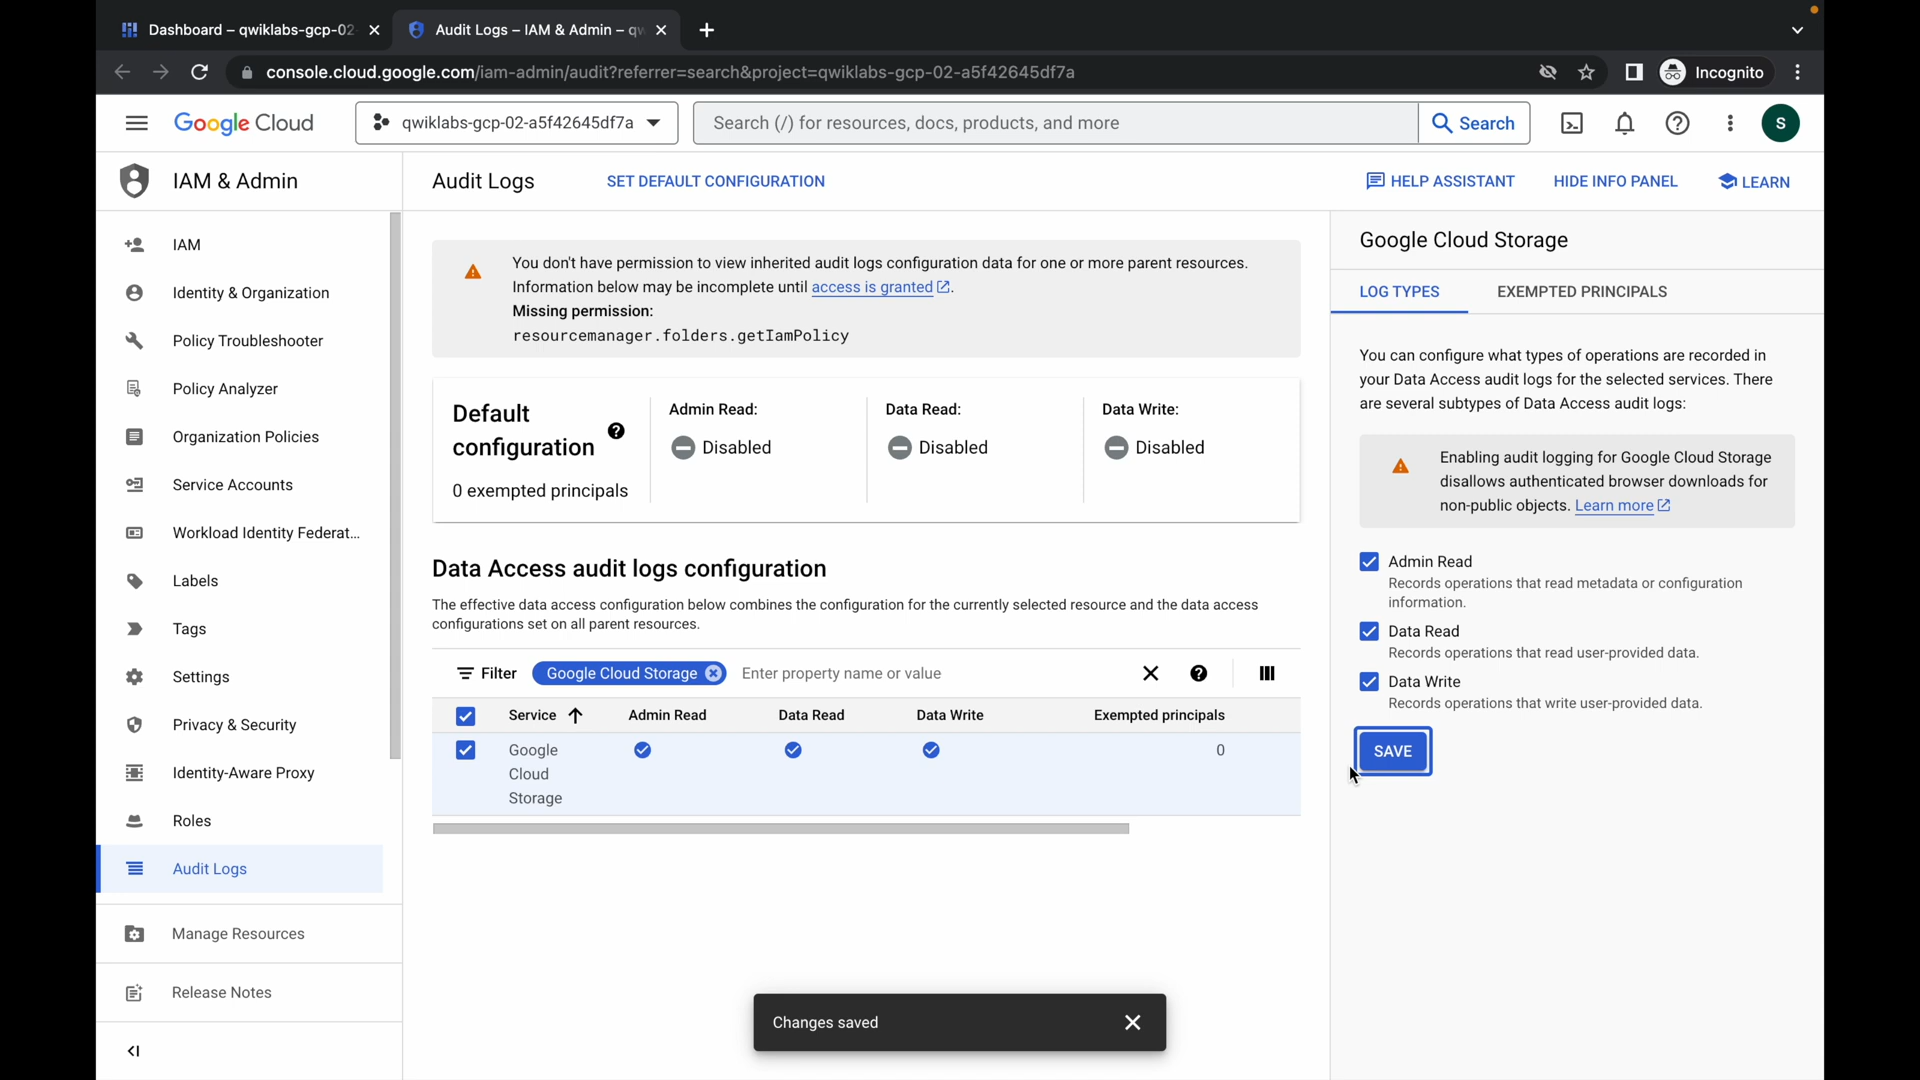 Dashboard – qwiklabs-gcp-02-
Audit Logs – IAM & Admin – qw
console.cloud.google.com/iam-admin/audit?referrer=search&project=qwiklabs-gcp-02-a5f42645df7a
Incognito
Google Cloud
qwiklabs-gcp-02-a5f42645df7a
Search (/) for resources, docs, products, and more
Search
S
IAM & Admin
IAM
Identity & Organization
Policy Troubleshooter
Policy Analyzer
Organization Policies
Service Accounts
Workload Identity Federat...
Labels
Tags
Settings
Privacy & Security
Identity-Aware Proxy
Roles
Audit Logs
Manage Resources
Release Notes
Audit Logs
SET DEFAULT CONFIGURATION
HELP ASSISTANT
HIDE INFO PANEL
LEARN
You don't have permission to view inherited audit logs configuration data for one or more parent resources.
Information below may be incomplete until access is granted.
Missing permission:
resourcemanager.folders.getIamPolicy
Default
configuration
0 exempted principals
Admin Read:
Disabled
Data Read:
Disabled
Data Write:
Disabled
Data Access audit logs configuration
The effective data access configuration below combines the configuration for the currently selected resource and the data access
configurations set on all parent resources.
Filter
Google Cloud Storage
Enter property name or value
Service
Admin Read
Data Read
Data Write
Exempted principals
Google
Cloud
Storage
0
Changes saved
Google Cloud Storage
LOG TYPES
EXEMPTED PRINCIPALS
You can configure what types of operations are recorded in
your Data Access audit logs for the selected services. There
are several subtypes of Data Access audit logs:
Enabling audit logging for Google Cloud Storage
disallows authenticated browser downloads for
non-public objects. Learn more
Admin Read
Records operations that read metadata or configuration
information.
Data Read
Records operations that read user-provided data.
Data Write
Records operations that write user-provided data.
SAVE